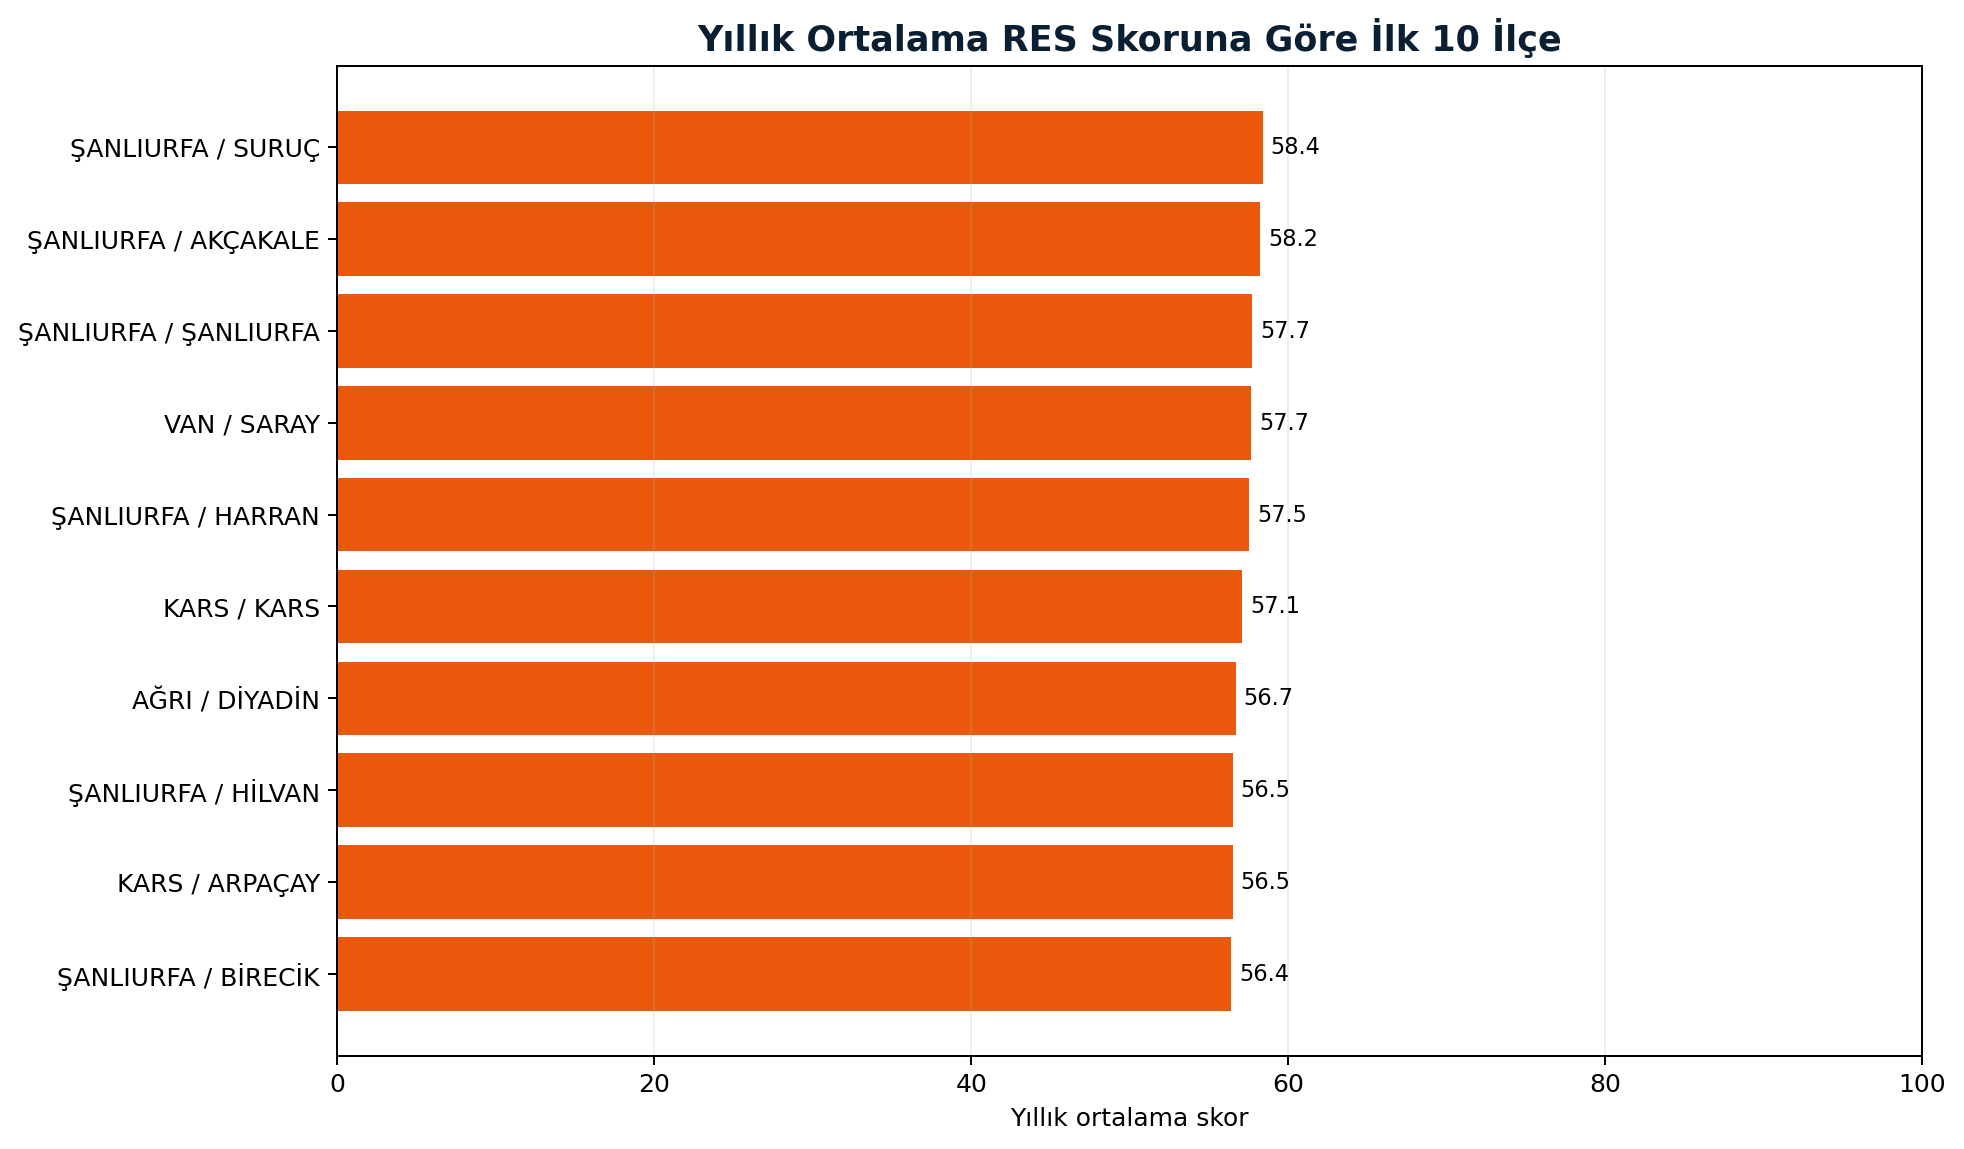 Yıllık Ortalama RES Skoruna Göre İlk 10 İlçe
ŞANLIURFA / SURUÇ 58.4
ŞANLIURFA / AKÇAKALE 58.2
ŞANLIURFA / ŞANLIURFA 57.7
VAN / SARAY 57.7
ŞANLIURFA / HARRAN 57.5
KARS / KARS 57.1
AĞRI / DİYADİN 56.7
ŞANLIURFA / HİLVAN 56.5
KARS / ARPAÇAY 56.5
ŞANLIURFA / BİRECİK 56.4
0 20 40 60 80 100
Yıllık ortalama skor